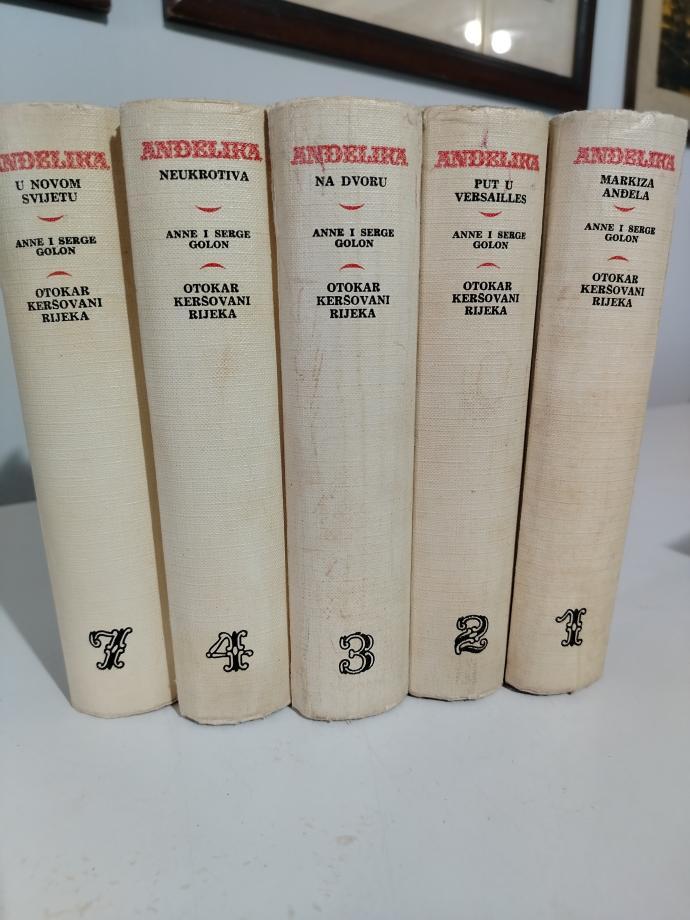 ANĐELIKA
U NOVOM
SVIJETU
ANNE I SERGE
GOLON
OTOKAR
KERŠOVANI
RIJEKA
7
ANĐELIKA
NEUKROTIVA
ANNE I SERGE
GOLON
OTOKAR
KERŠOVANI
RIJEKA
4
ANĐELIKA
NA DVORU
ANNE I SERGE
GOLON
OTOKAR
KERŠOVANI
RIJEKA
3
ANĐELIKA
PUT U
VERSAILLES
ANNE I SERGE
GOLON
OTOKAR
KERŠOVANI
RIJEKA
2
ANĐELIKA
MARKIZA
ANĐELA
ANNE I SERGE
GOLON
OTOKAR
KERŠOVANI
RIJEKA
1